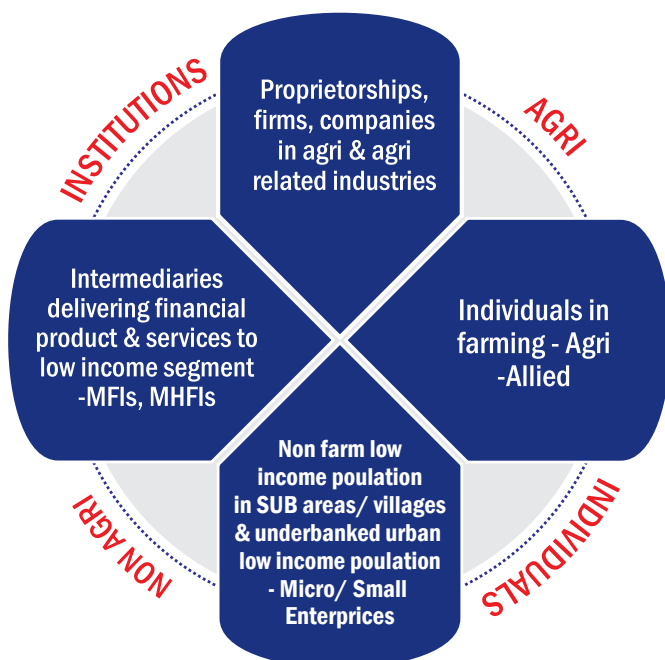 INSTITUTIONS
AGRI
Proprietorships,
firms, companies
in agri & agri
related industries
Intermediaries
delivering financial
product & services to
low income segment
-MFIs, MHFIs
Individuals in
farming - Agri
-Allied
Non farm low
income poulation
in SUB areas/ villages
& underbanked urban
low income poulation
- Micro/ Small
Enterprices
NON AGRI
INDIVIDUALS